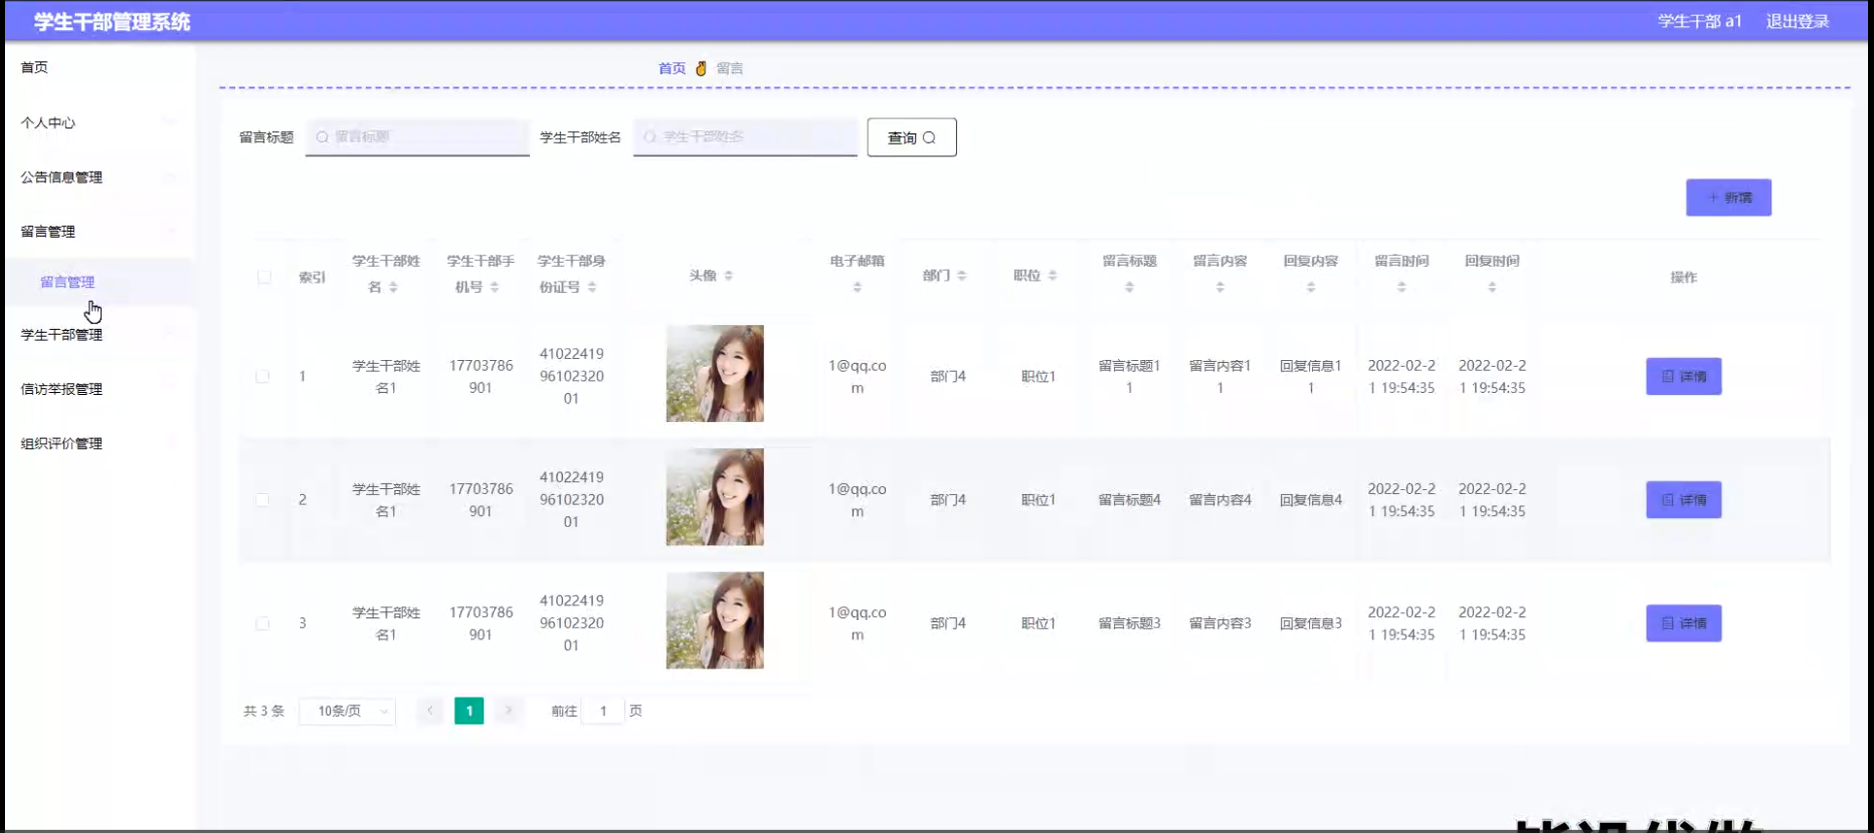 学生干部管理系统
学生干部 a1 退出登录
首页
个人中心
公告信息管理
留言管理
留言管理
学生干部管理
信访举报管理
组织评价管理
首页 留言
留言标题 留言标题 学生干部姓名 学生干部姓名 查询
+ 新增
索引 学生干部姓名 学生干部手机号 学生干部身份证号 头像 电子邮箱 部门 职位 留言标题 留言内容 回复内容 留言时间 回复时间 操作
1 学生干部姓名1 17703786901 410224199610232001 1@qq.com 部门4 职位1 留言标题11 留言内容11 回复信息11 2022-02-21 19:54:35 2022-02-21 19:54:35 详情
2 学生干部姓名1 17703786901 410224199610232001 1@qq.com 部门4 职位1 留言标题4 留言内容4 回复信息4 2022-02-21 19:54:35 2022-02-21 19:54:35 详情
3 学生干部姓名1 17703786901 410224199610232001 1@qq.com 部门4 职位1 留言标题3 留言内容3 回复信息3 2022-02-21 19:54:35 2022-02-21 19:54:35 详情
共 3 条 10条/页 < 1 > 前往 1 页